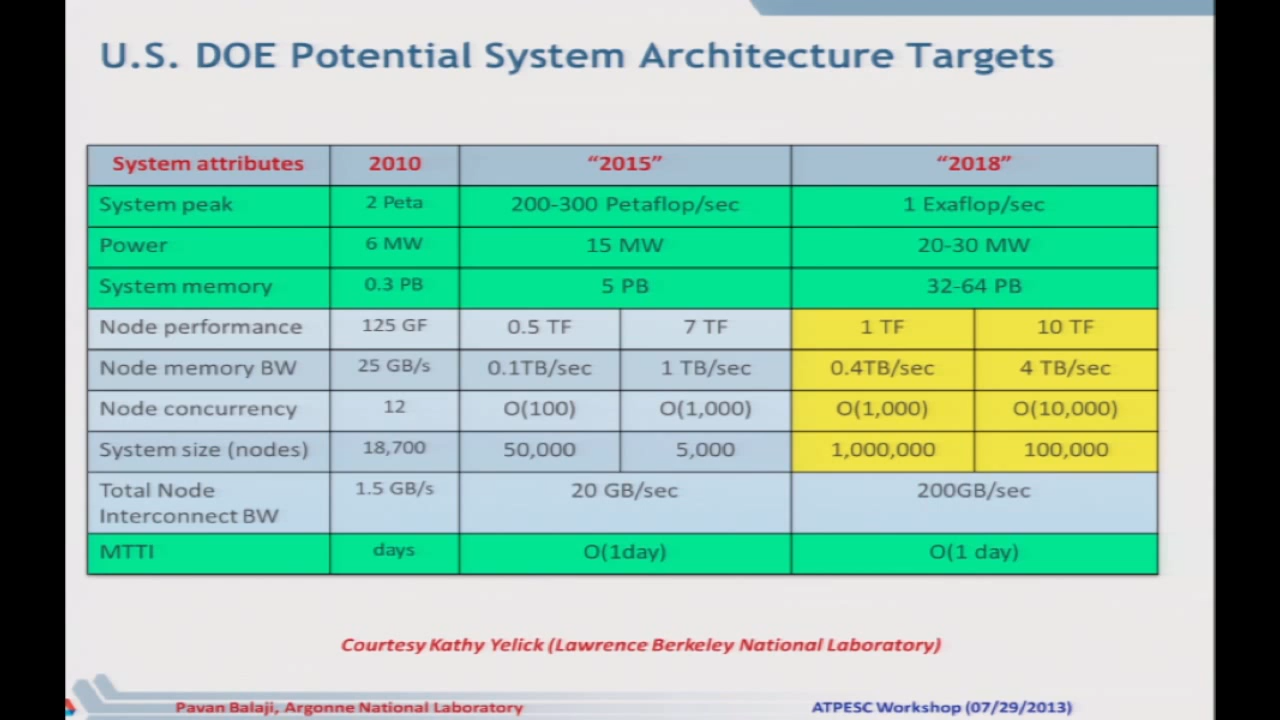 U.S. DOE Potential System Architecture Targets
System attributes 2010 “2015” “2018”
System peak 2 Peta 200-300 Petaflop/sec 1 Exaflop/sec
Power 6 MW 15 MW 20-30 MW
System memory 0.3 PB 5 PB 32-64 PB
Node performance 125 GF 0.5 TF 7 TF 1 TF 10 TF
Node memory BW 25 GB/s 0.1TB/sec 1 TB/sec 0.4TB/sec 4 TB/sec
Node concurrency 12 O(100) O(1,000) O(1,000) O(10,000)
System size (nodes) 18,700 50,000 5,000 1,000,000 100,000
Total Node 1.5 GB/s 20 GB/sec 200GB/sec
Interconnect BW
MTTI days O(1day) O(1 day)
Courtesy Kathy Yelick (Lawrence Berkeley National Laboratory)
Pavan Balaji, Argonne National Laboratory ATPESC Workshop (07/29/2013)